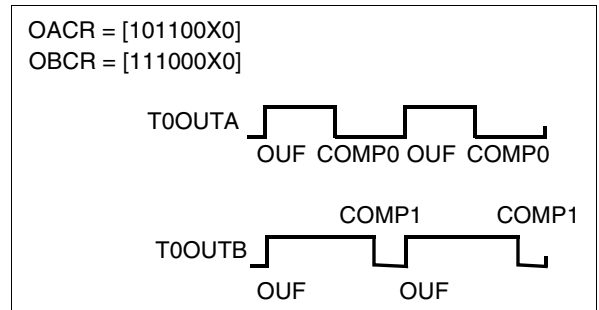 OACR = [101100X0]
OBCR = [111000X0]
T0OUTA
OUF COMP0 OUF COMP0
COMP1 COMP1
T0OUTB
OUF OUF